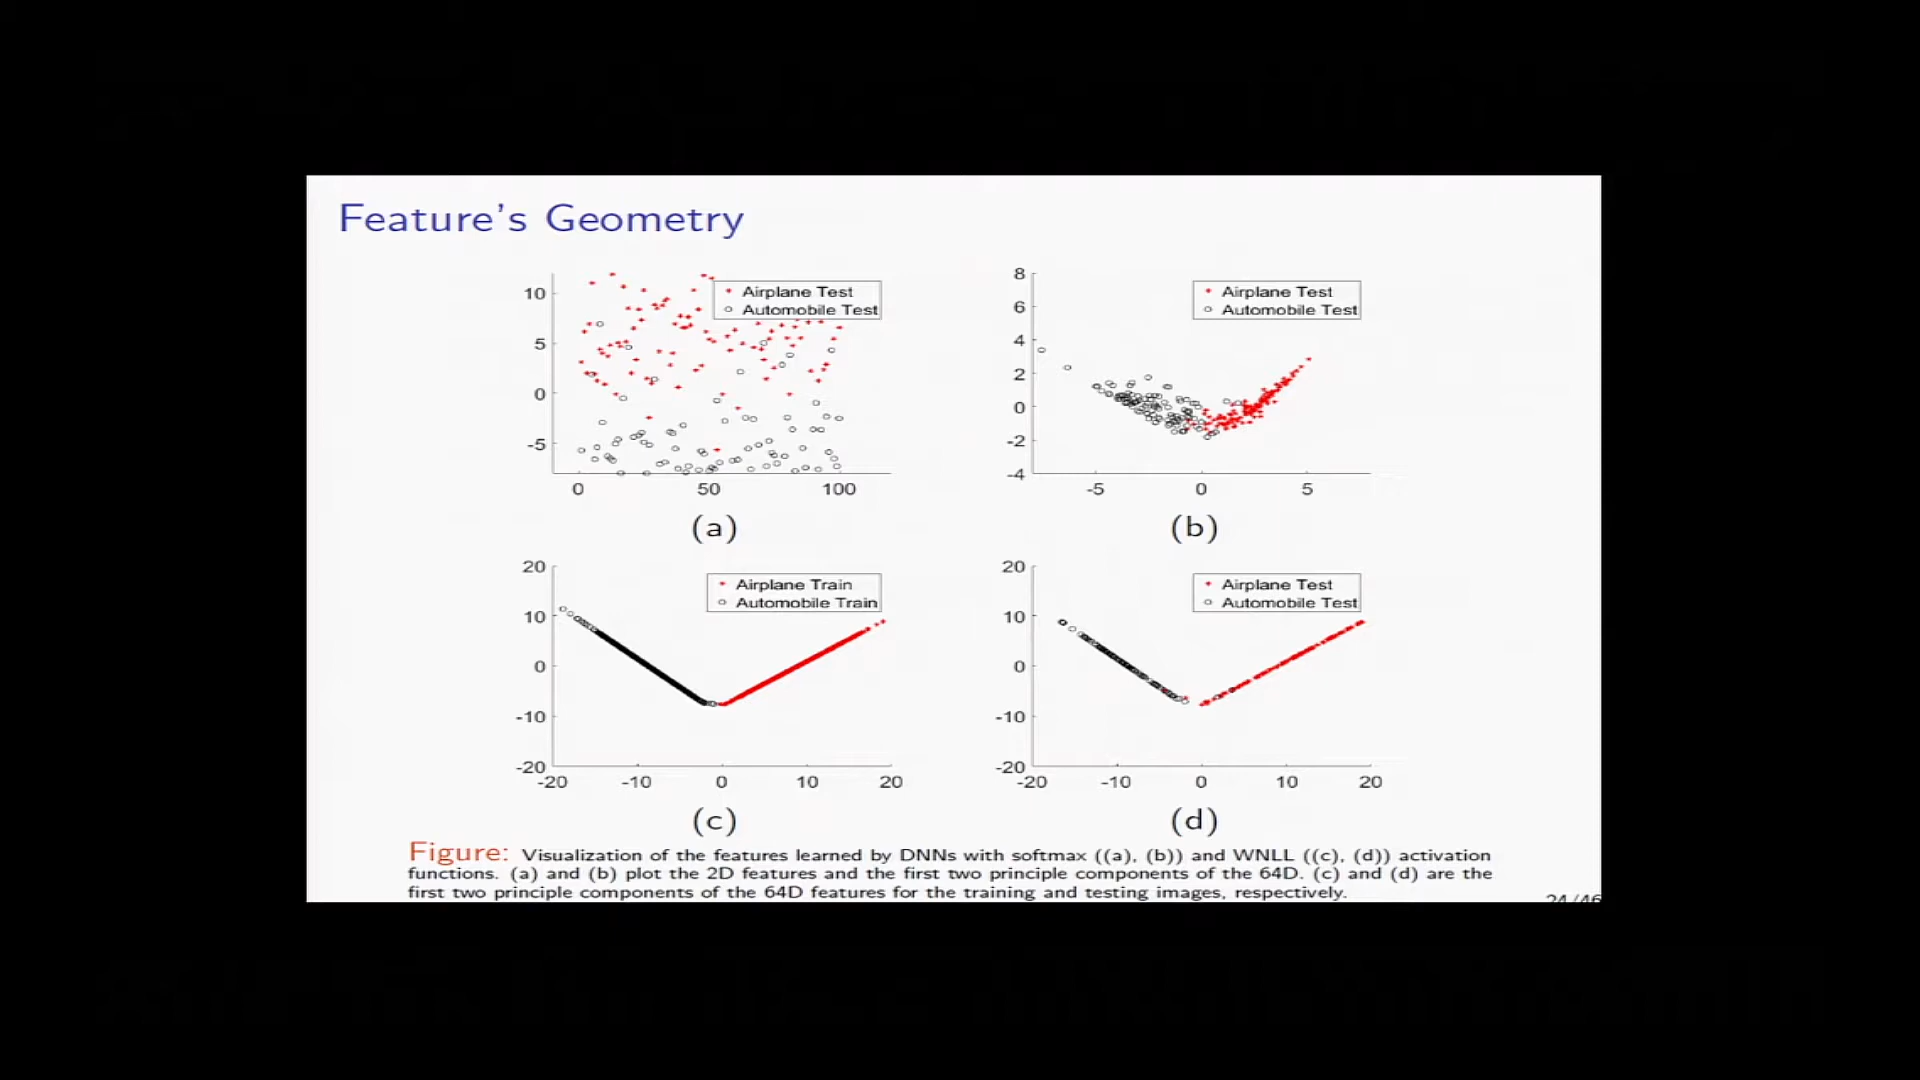 Feature's Geometry
10
5
0
-5
0 50 100
Airplane Test
Automobile Test
(a)
8
6
4
2
0
-2
-4
-5 0 5
Airplane Test
Automobile Test
(b)
20
10
0
-10
-20
-20 -10 0 10 20
Airplane Train
Automobile Train
(c)
20
10
0
-10
-20
-20 -10 0 10 20
Airplane Test
Automobile Test
(d)
Figure: Visualization of the features learned by DNNs with softmax ((a), (b)) and WNLL ((c), (d)) activation
functions. (a) and (b) plot the 2D features and the first two principle components of the 64D. (c) and (d) are the
first two principle components of the 64D features for the training and testing images, respectively.
24/46